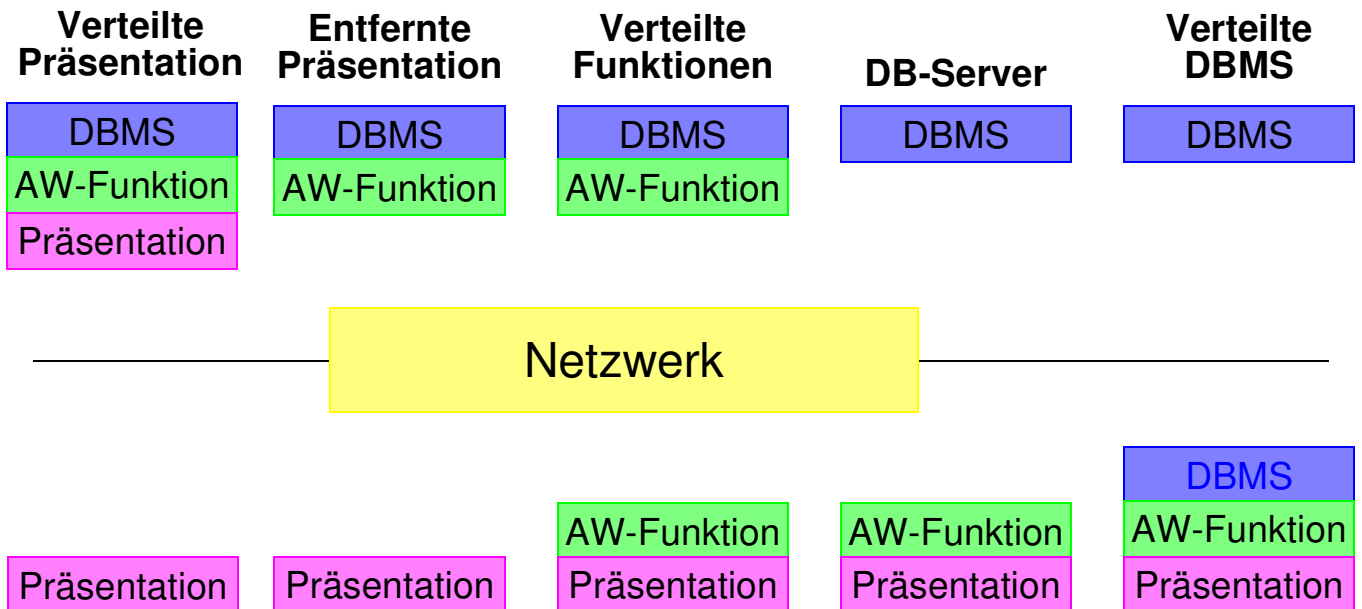 Verteilte
Präsentation
Entfernte
Präsentation
Verteilte
Funktionen
DB-Server
Verteilte
DBMS
DBMS
AW-Funktion
Präsentation
DBMS
AW-Funktion
DBMS
AW-Funktion
DBMS
DBMS
Netzwerk
Präsentation
Präsentation
AW-Funktion
Präsentation
AW-Funktion
Präsentation
DBMS
AW-Funktion
Präsentation